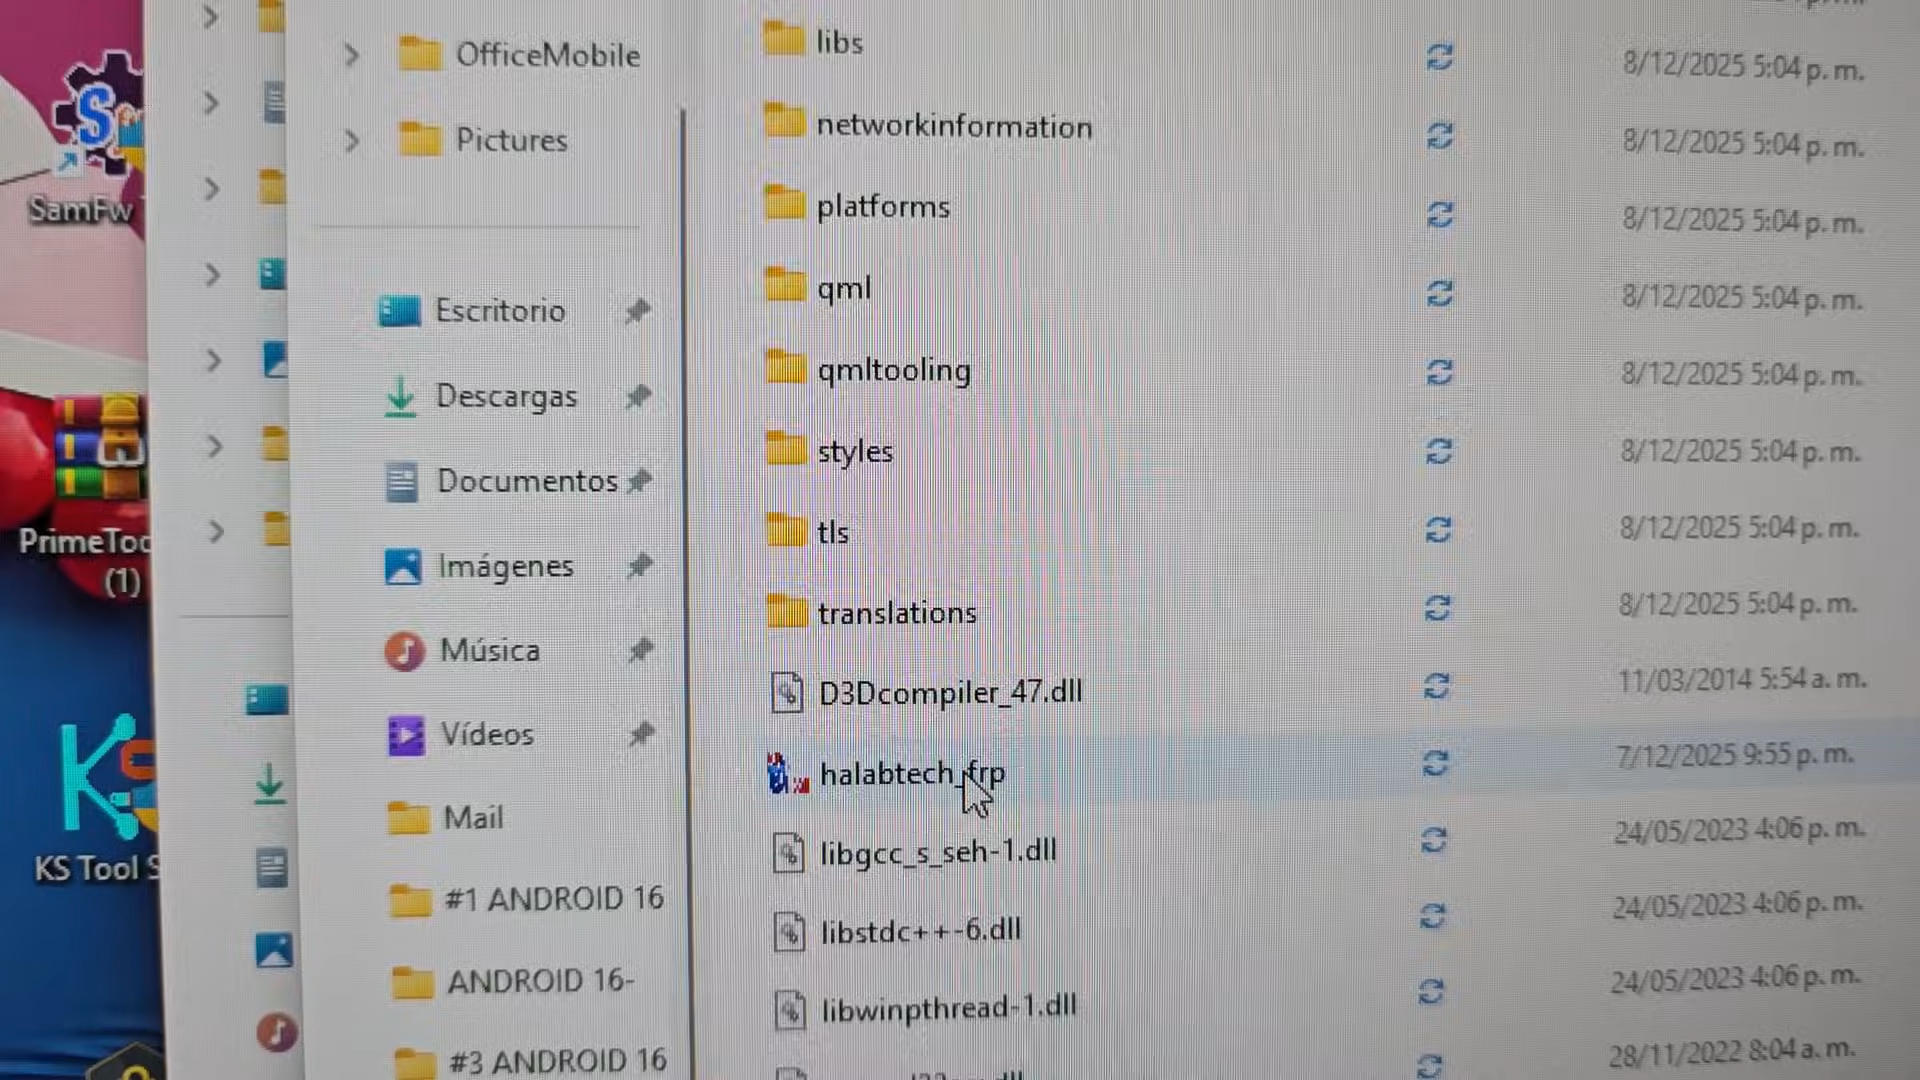 SamFw
PrimeToo
(1)
KS Tool S
OfficeMobile
Pictures
Escritorio
Descargas
Documentos
Imágenes
Música
Vídeos
Mail
#1 ANDROID 16
ANDROID 16-
#3 ANDROID 16
libs 8/12/2025 5:04 p. m.
networkinformation 8/12/2025 5:04 p. m.
platforms 8/12/2025 5:04 p. m.
qml 8/12/2025 5:04 p. m.
qmltooling 8/12/2025 5:04 p. m.
styles 8/12/2025 5:04 p. m.
tls 8/12/2025 5:04 p. m.
translations 8/12/2025 5:04 p. m.
D3Dcompiler_47.dll 11/03/2014 5:54 a. m.
halabtech_frp 7/12/2025 9:55 p. m.
libgcc_s_seh-1.dll 24/05/2023 4:06 p. m.
libstdc++-6.dll 24/05/2023 4:06 p. m.
libwinpthread-1.dll 24/05/2023 4:06 p. m.
28/11/2022 8:04 a. m.